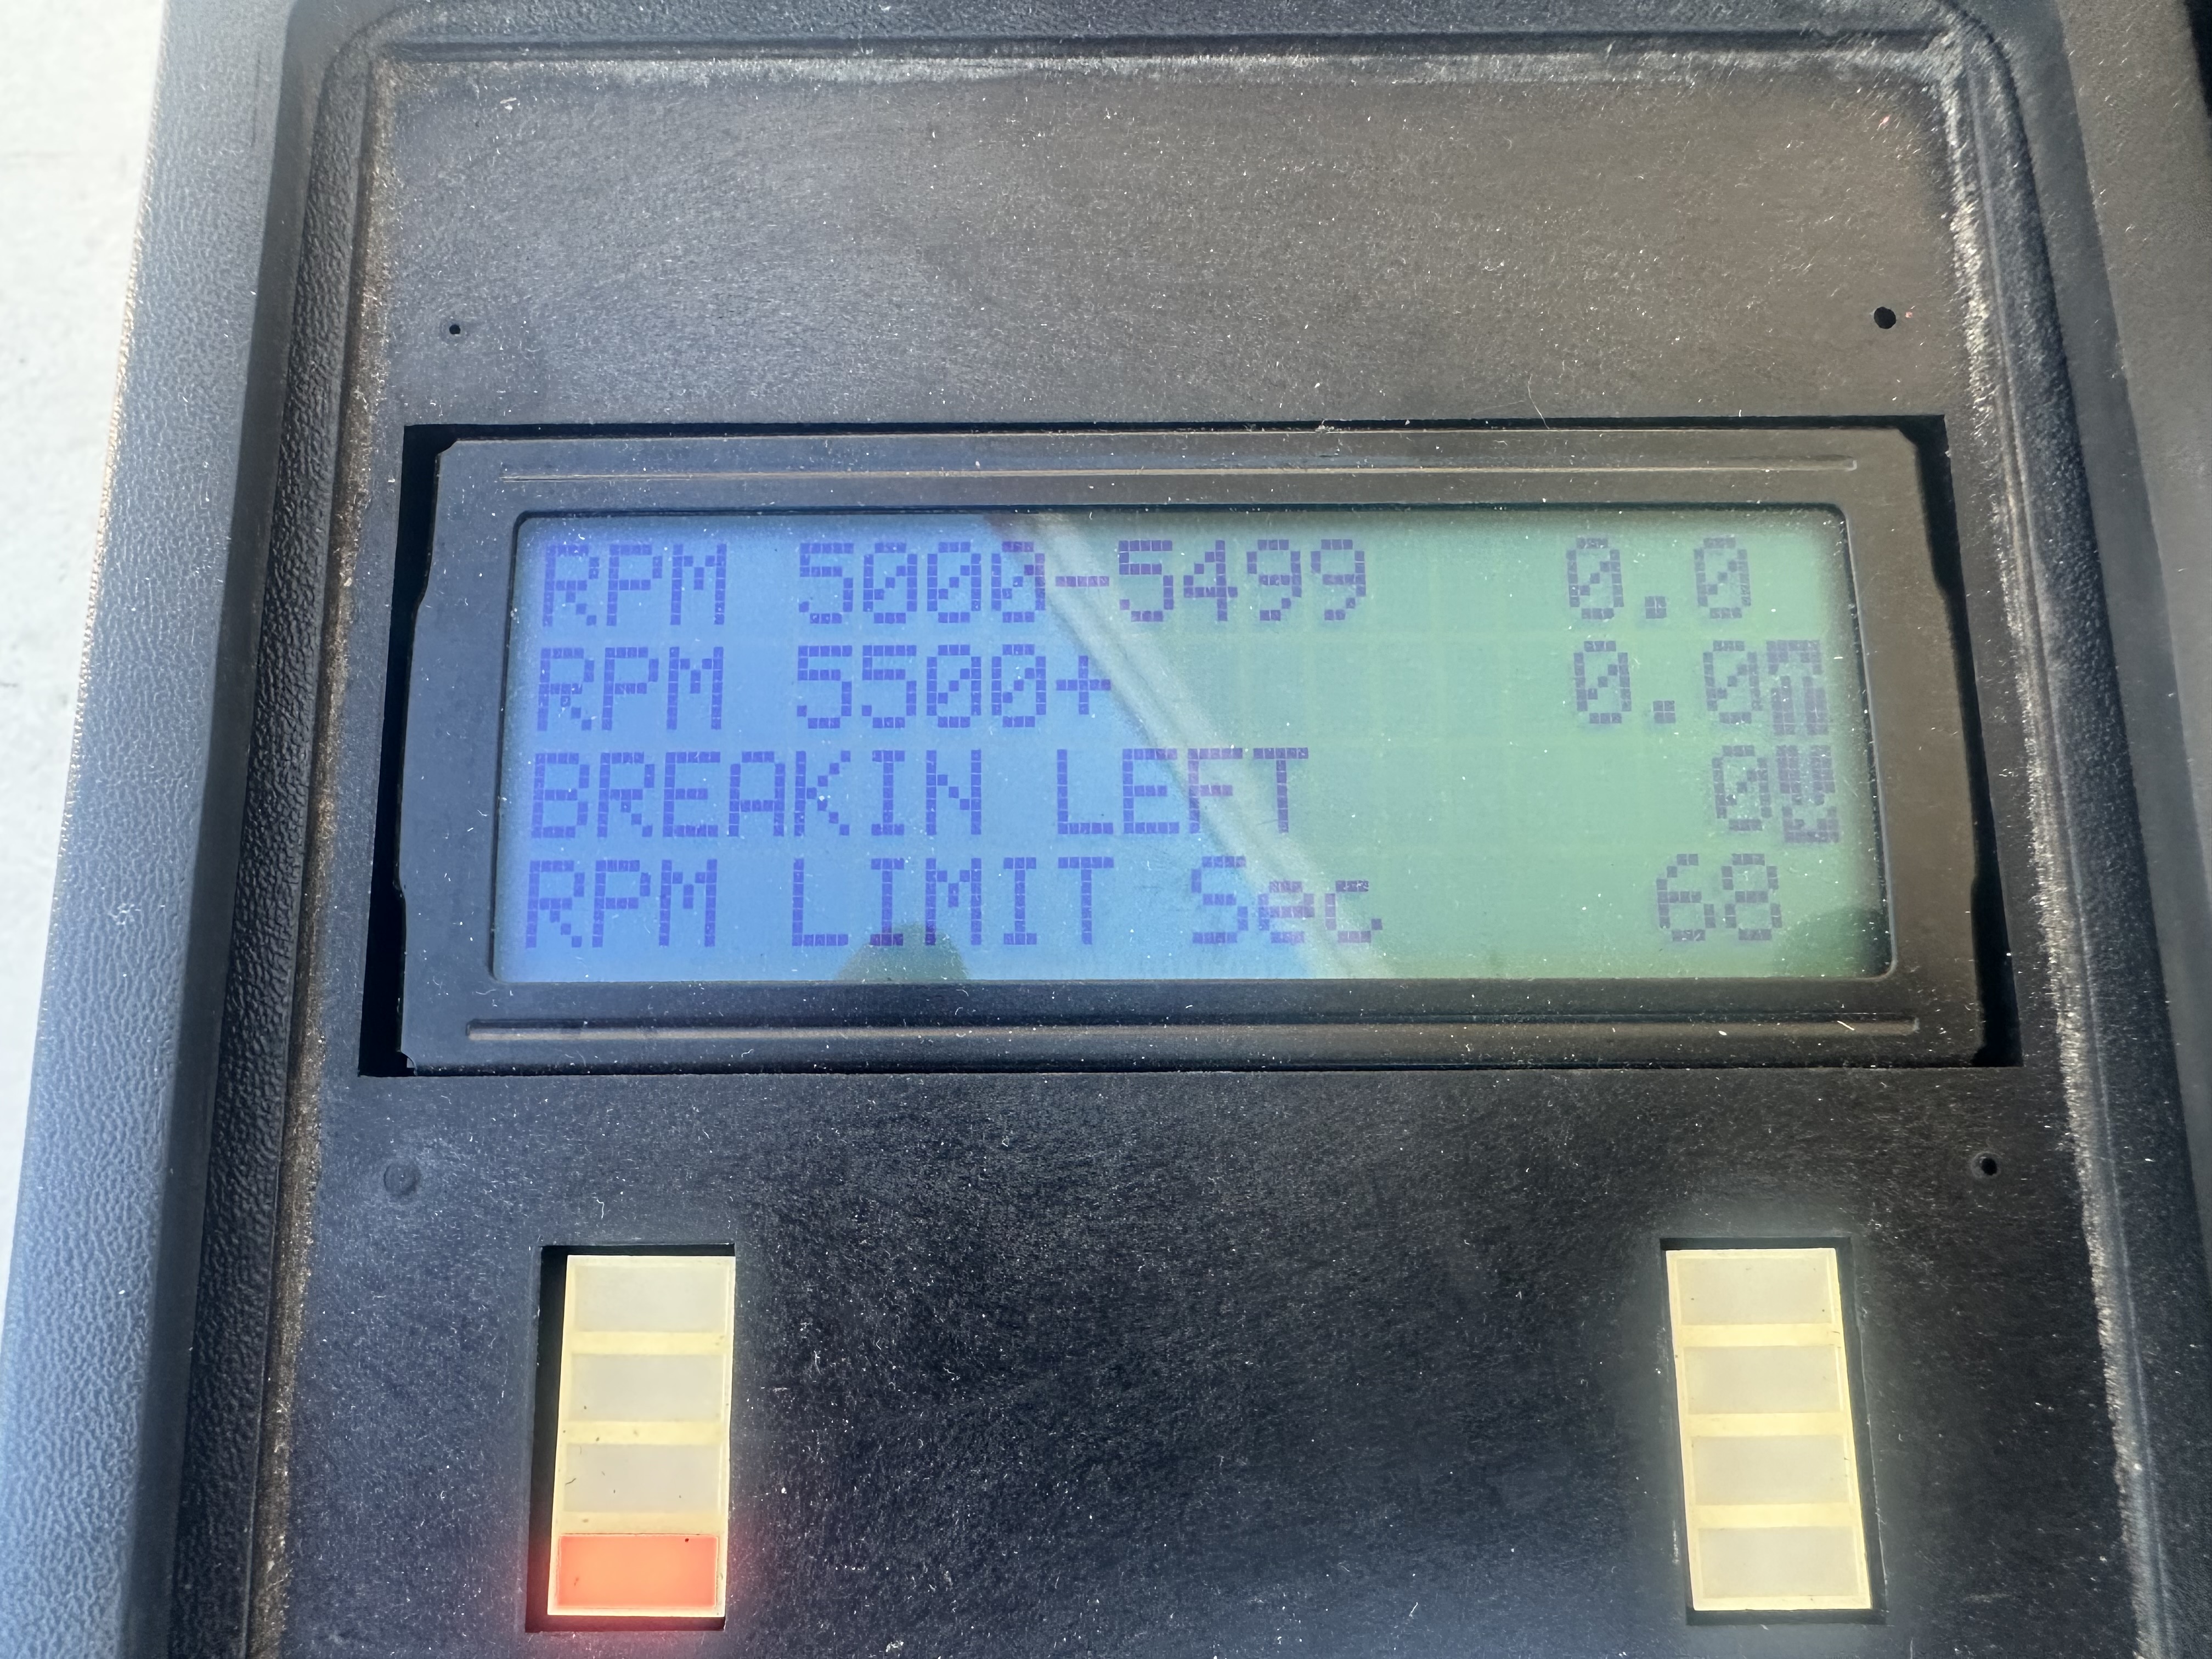 RPM 5000-5499 0.0
RPM 5500+ 0.0
BREAKIN LEFT 0
RPM LIMIT Sec 68